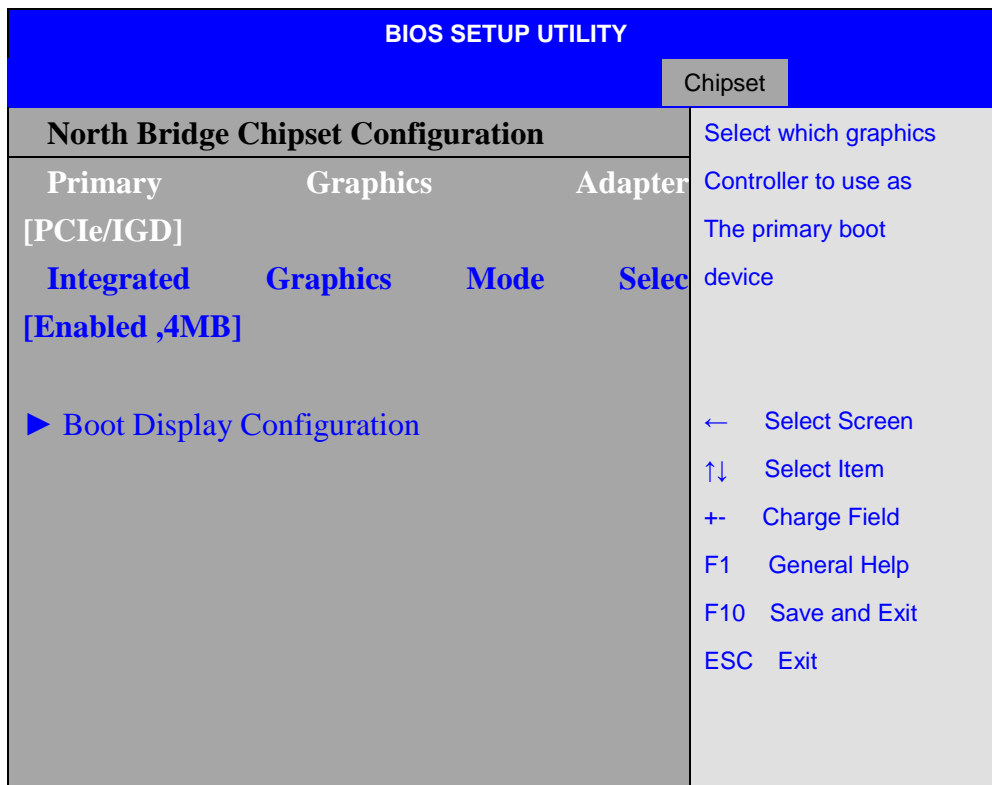 BIOS SETUP UTILITY
Chipset
North Bridge Chipset Configuration
Primary Graphics Adapter
[PCIe/IGD]
Integrated Graphics Mode Selec
[Enabled ,4MB]
► Boot Display Configuration
Select which graphics
Controller to use as
The primary boot
device
← Select Screen
↑↓ Select Item
+- Charge Field
F1 General Help
F10 Save and Exit
ESC Exit